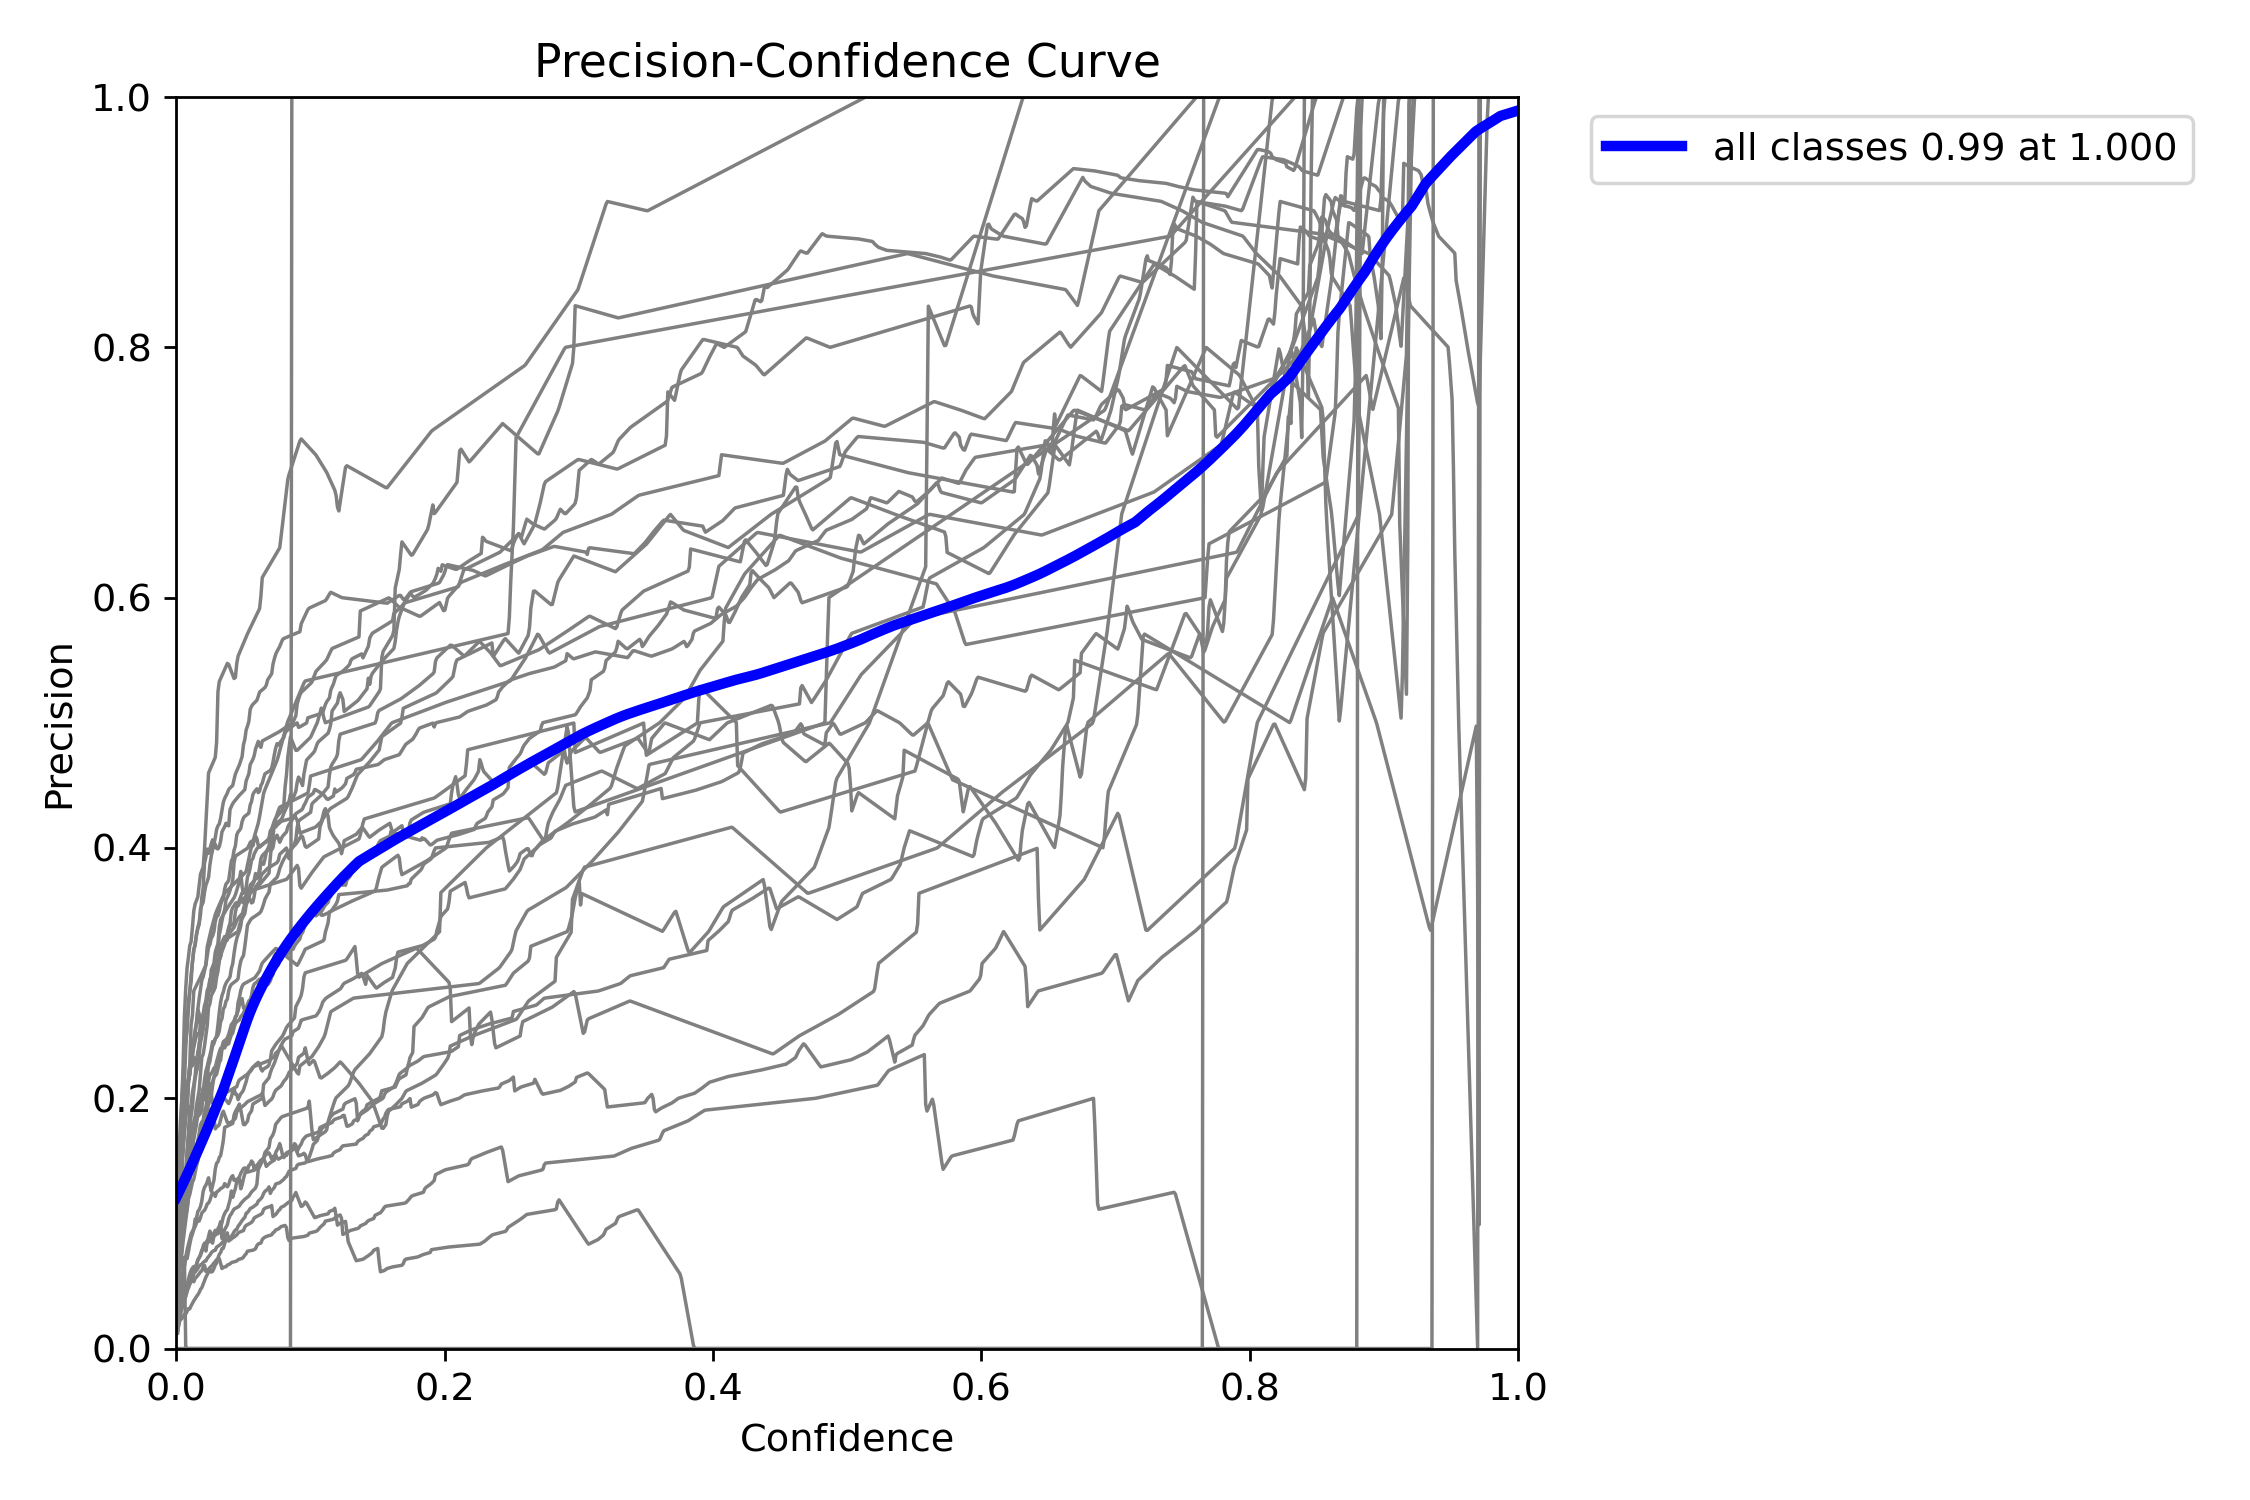 Precision-Confidence Curve
all classes 0.99 at 1.000
Precision
1.0
0.8
0.6
0.4
0.2
0.0
0.0 0.2 0.4 0.6 0.8 1.0
Confidence